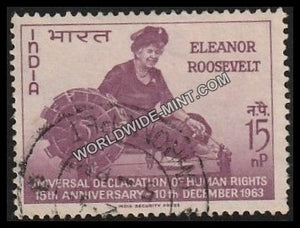 INDIA भारत
ELEANOR
ROOSEVELT
न.पै.
15
nP
WORLDWIDE-MINT.COM
UNIVERSAL DECLARATION OF HUMAN RIGHTS
15TH ANNIVERSARY - 10TH DECEMBER 1963
INDIA SECURITY PRESS